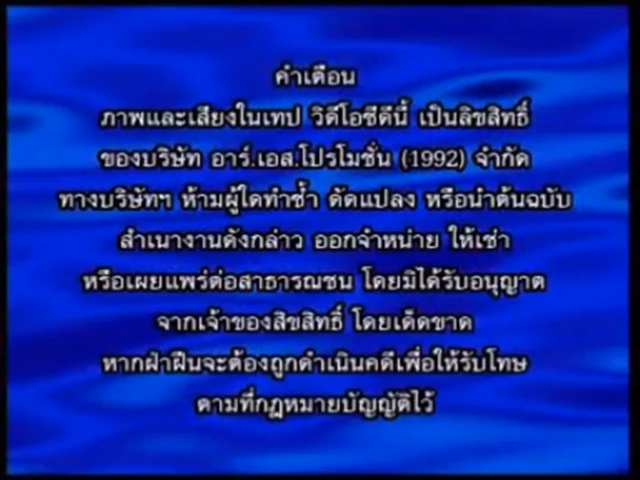 คำเตือน
ภาพและเสียงในเทป วิดีโอซีดีนี้ เป็นลิขสิทธิ์
ของบริษัท อาร์.เอส.โปรโมชั่น (1992) จำกัด
ทางบริษัทฯ ห้ามผู้ใดทำซ้ำ ดัดแปลง หรือนำต้นฉบับ
สำเนางานดังกล่าว ออกจำหน่าย ให้เช่า
หรือเผยแพร่ต่อสาธารณชน โดยมิได้รับอนุญาต
จากเจ้าของสิขสิทธิ์ โดยเด็ดขาด
หากฝ่าฝืนจะต้องถูกดำเนินคดีเพื่อให้รับโทษ
ตามที่กฎหมายบัญญัติไว้